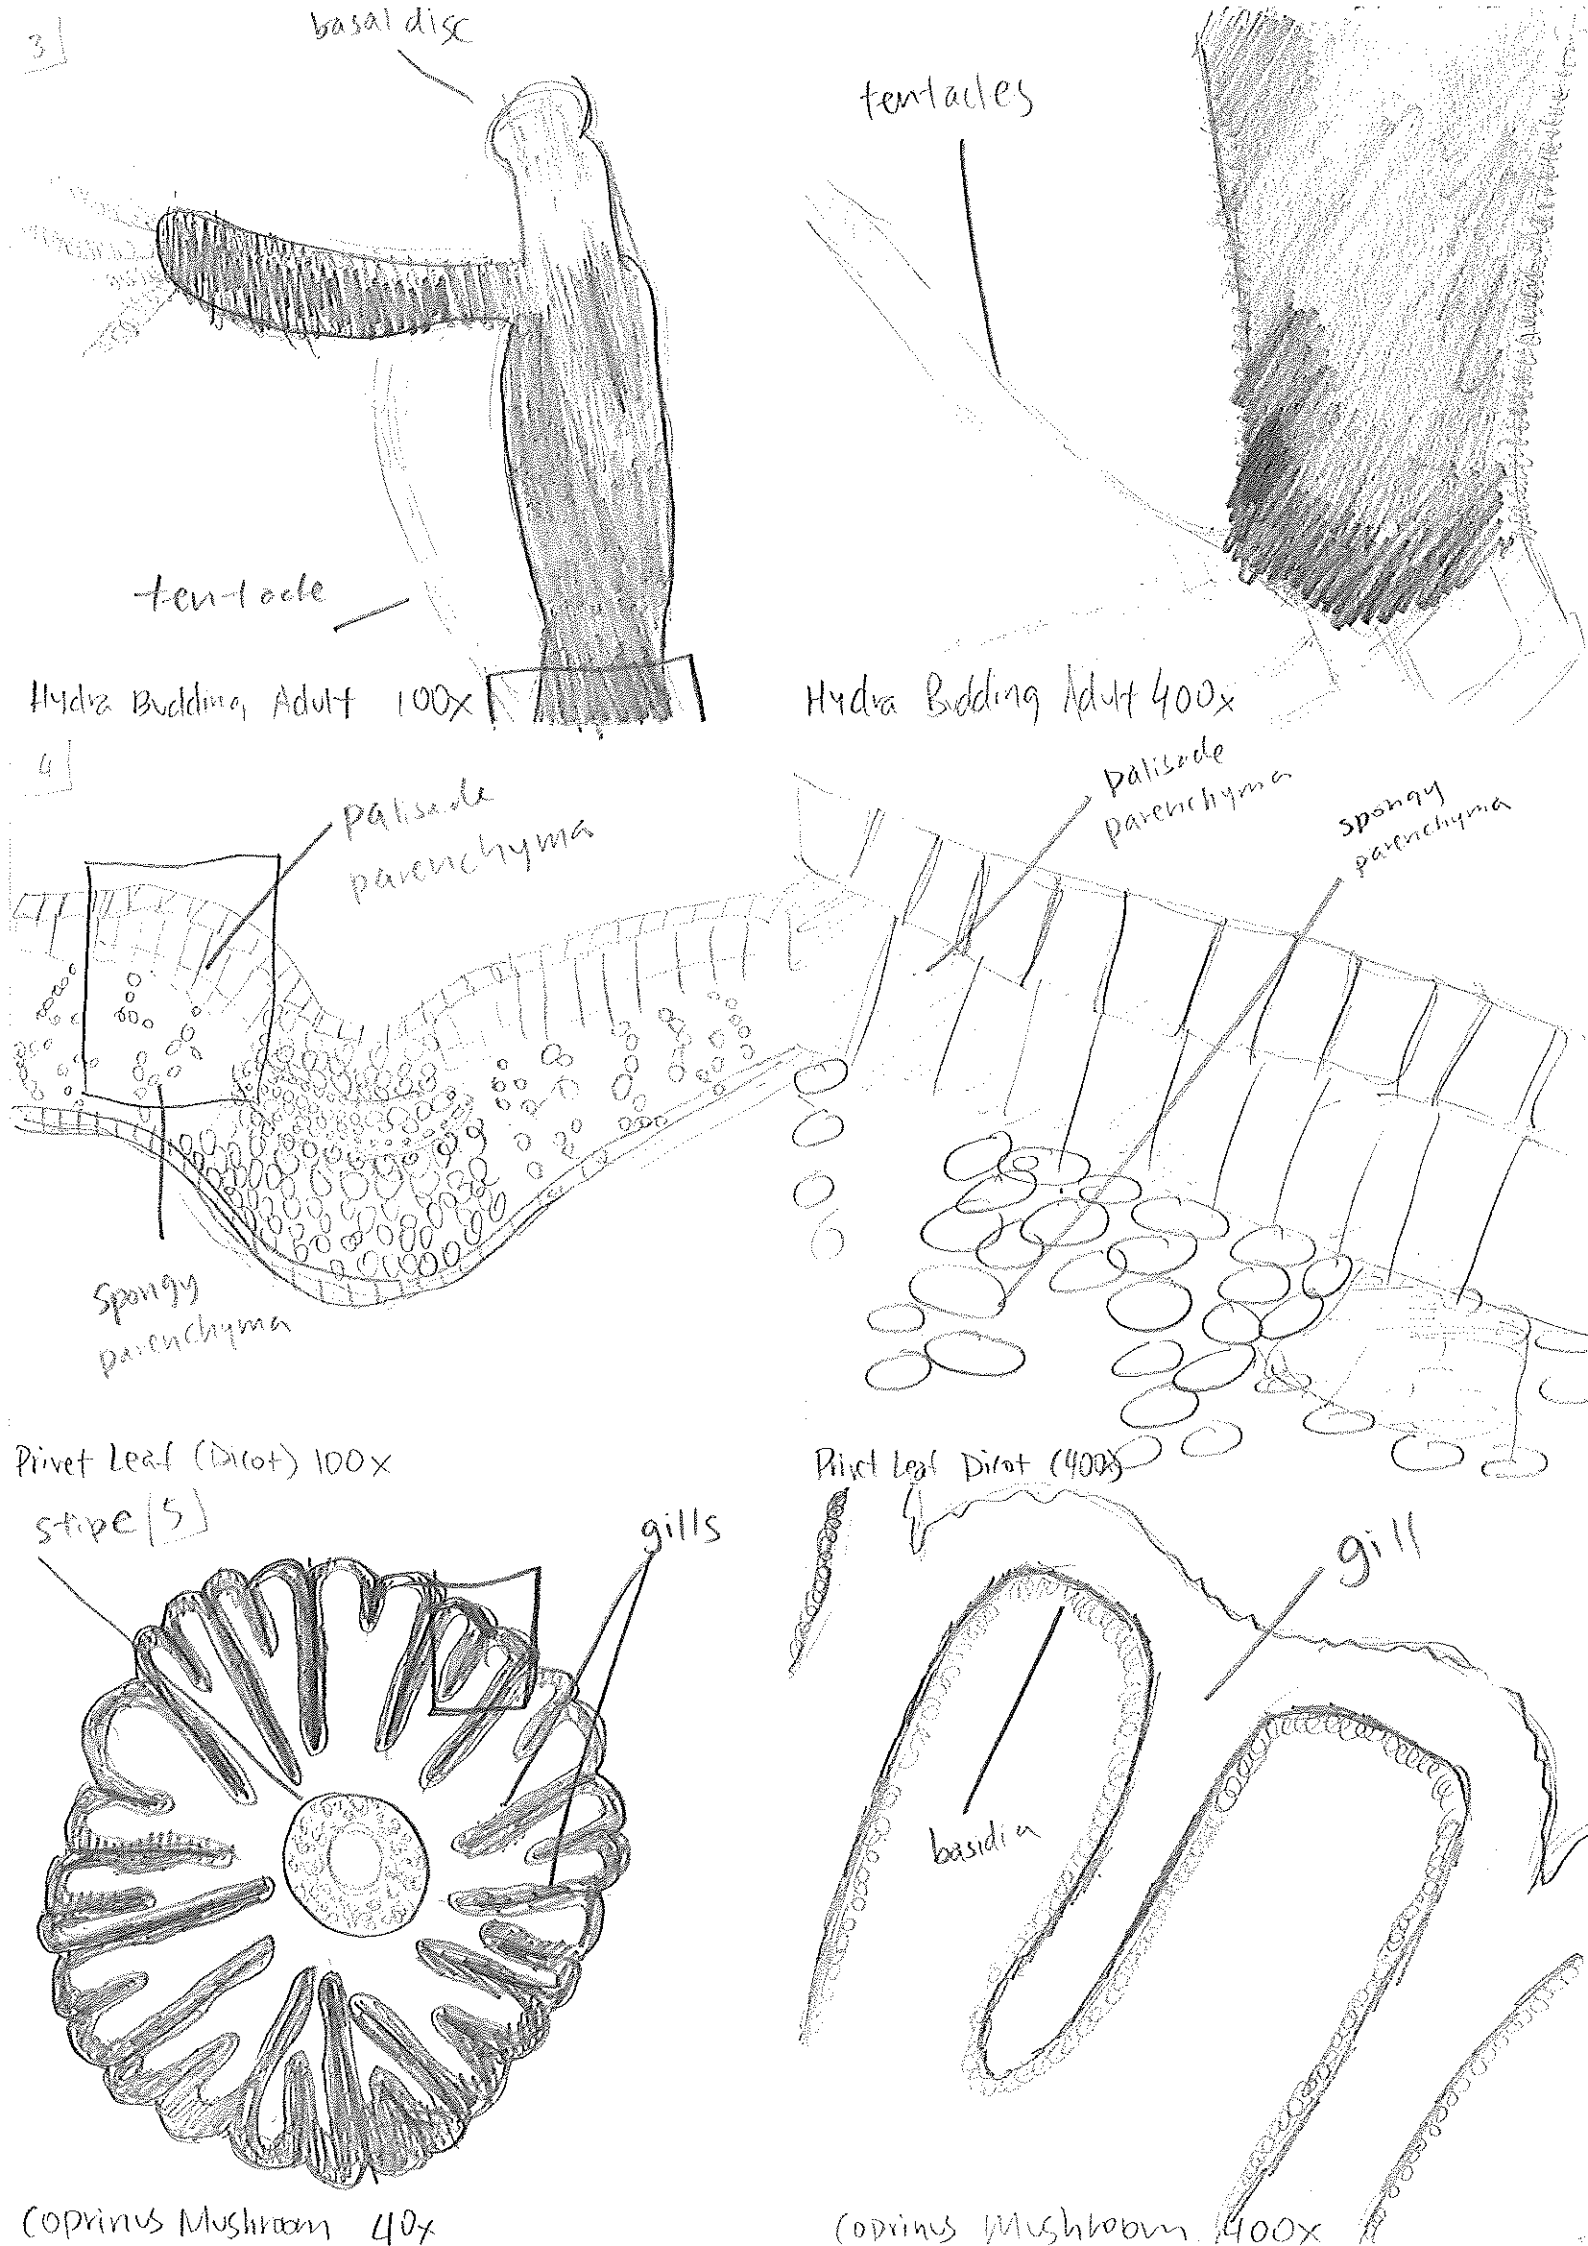 3
basal disc
tentacles
tentacle
Hydra Budding Adult 100x
Hydra Budding Adult 400x
4
palisade
parenchyma
palisade
parenchyma
spongy
parenchyma
spongy
parenchyma
Privet Leaf (Dicot) 100x
Privet Leaf Dicot (400x)
stipe
5
gills
gill
basidia
Coprinus Mushroom 40x
Coprinus Mushroom 400x